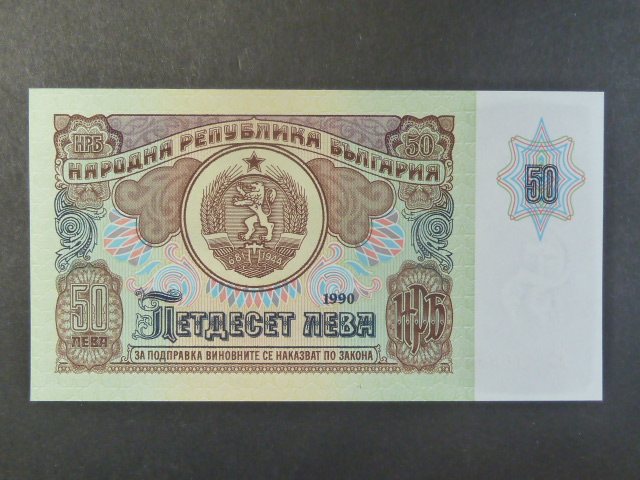 НРБ
50
НАРОДНА РЕПУБЛИКА БЪЛГАРИЯ
50
681 1944
1990
50 ЛЕВА
ПЕТДЕСЕТ ЛЕВА
НРБ
ЗА ПОДПРАВКА ВИНОВНИТЕ СЕ НАКАЗВАТ ПО ЗАКОНА